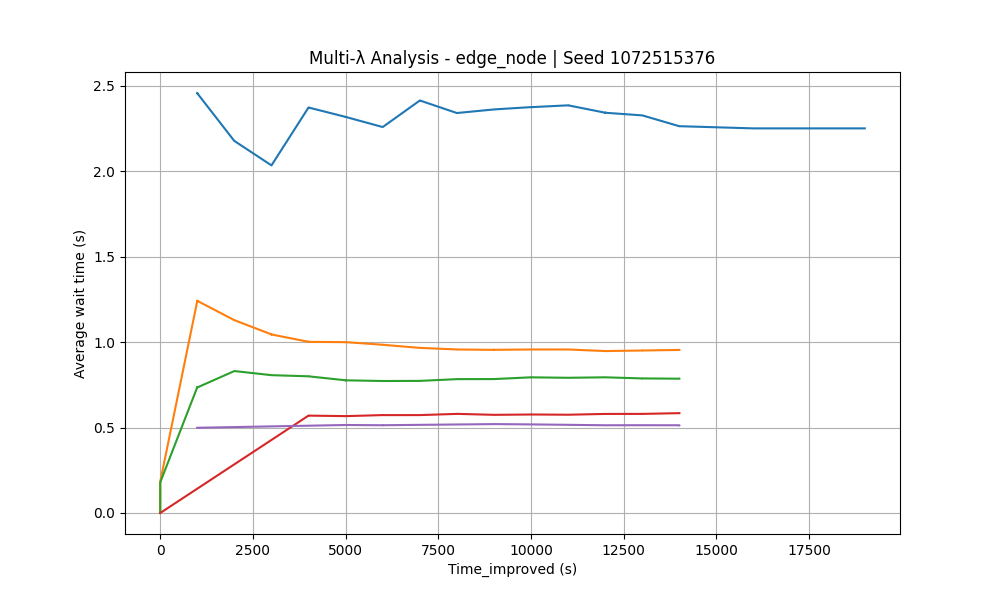 Multi-λ Analysis - edge_node | Seed 1072515376
Average wait time (s)
2.5
2.0
1.5
1.0
0.5
0.0
0 2500 5000 7500 10000 12500 15000 17500
Time_improved (s)